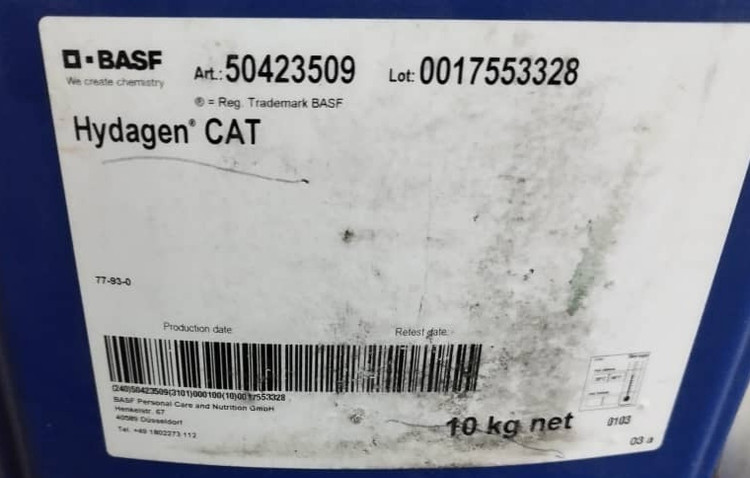 BASF
We create chemistry
Art.: 50423509 Lot: 0017553328
® = Reg. Trademark BASF
Hydagen® CAT
77-93-0
Production date: Retest date:
(240)50423509(3101)000100(10)0017553328
BASF Personal Care and Nutrition GmbH
Henkelstr. 67
40589 Düsseldorf
Tel. +49 1802273 112
10 kg net
0103
03 a